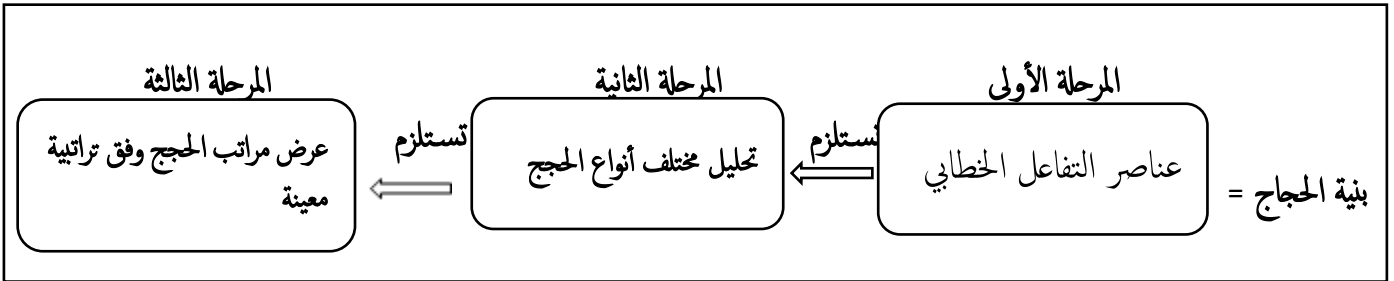 بنية الحجاج =
المرحلة الأولى
عناصر التفاعل الخطابي
تستلزم
المرحلة الثانية
تحليل مختلف أنواع الحجج
تستلزم
المرحلة الثالثة
عرض مراتب الحجج وفق تراتبية
معينة